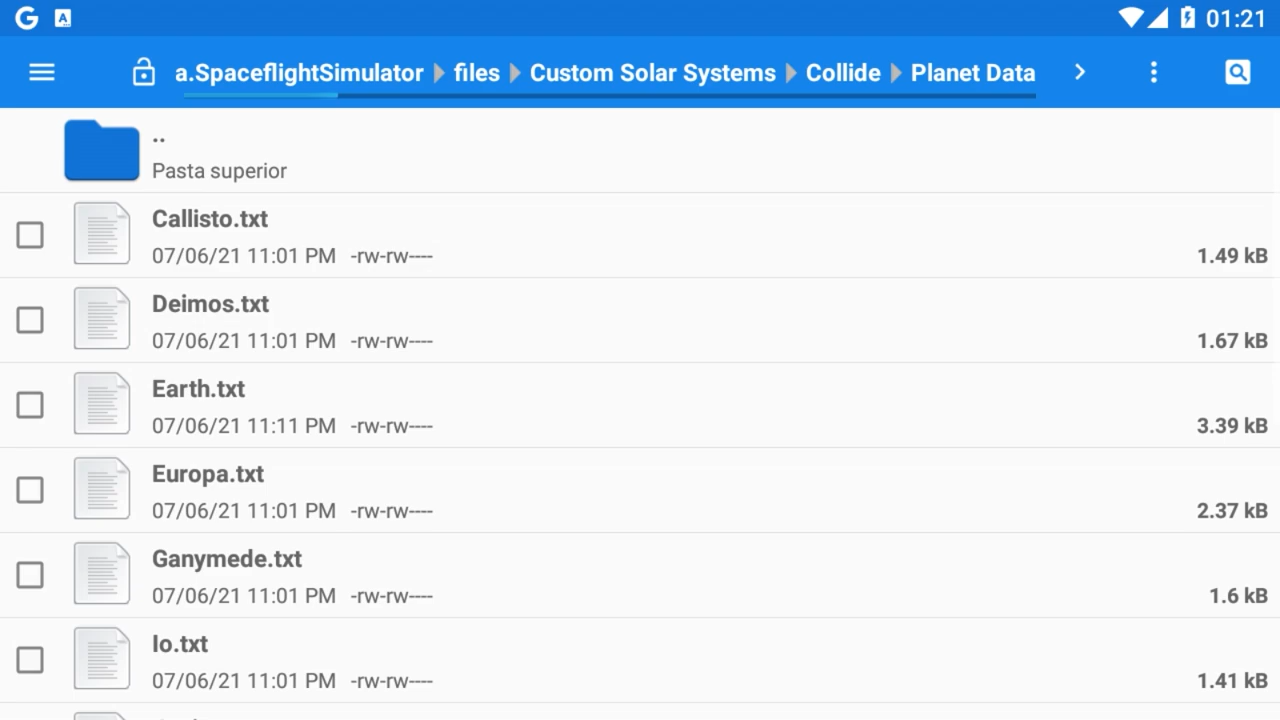 G A 01:21
a.SpaceflightSimulator files Custom Solar Systems Collide Planet Data
..
Pasta superior
Callisto.txt
07/06/21 11:01 PM -rw-rw----
1.49 kB
Deimos.txt
07/06/21 11:01 PM -rw-rw----
1.67 kB
Earth.txt
07/06/21 11:11 PM -rw-rw----
3.39 kB
Europa.txt
07/06/21 11:01 PM -rw-rw----
2.37 kB
Ganymede.txt
07/06/21 11:01 PM -rw-rw----
1.6 kB
Io.txt
07/06/21 11:01 PM -rw-rw----
1.41 kB